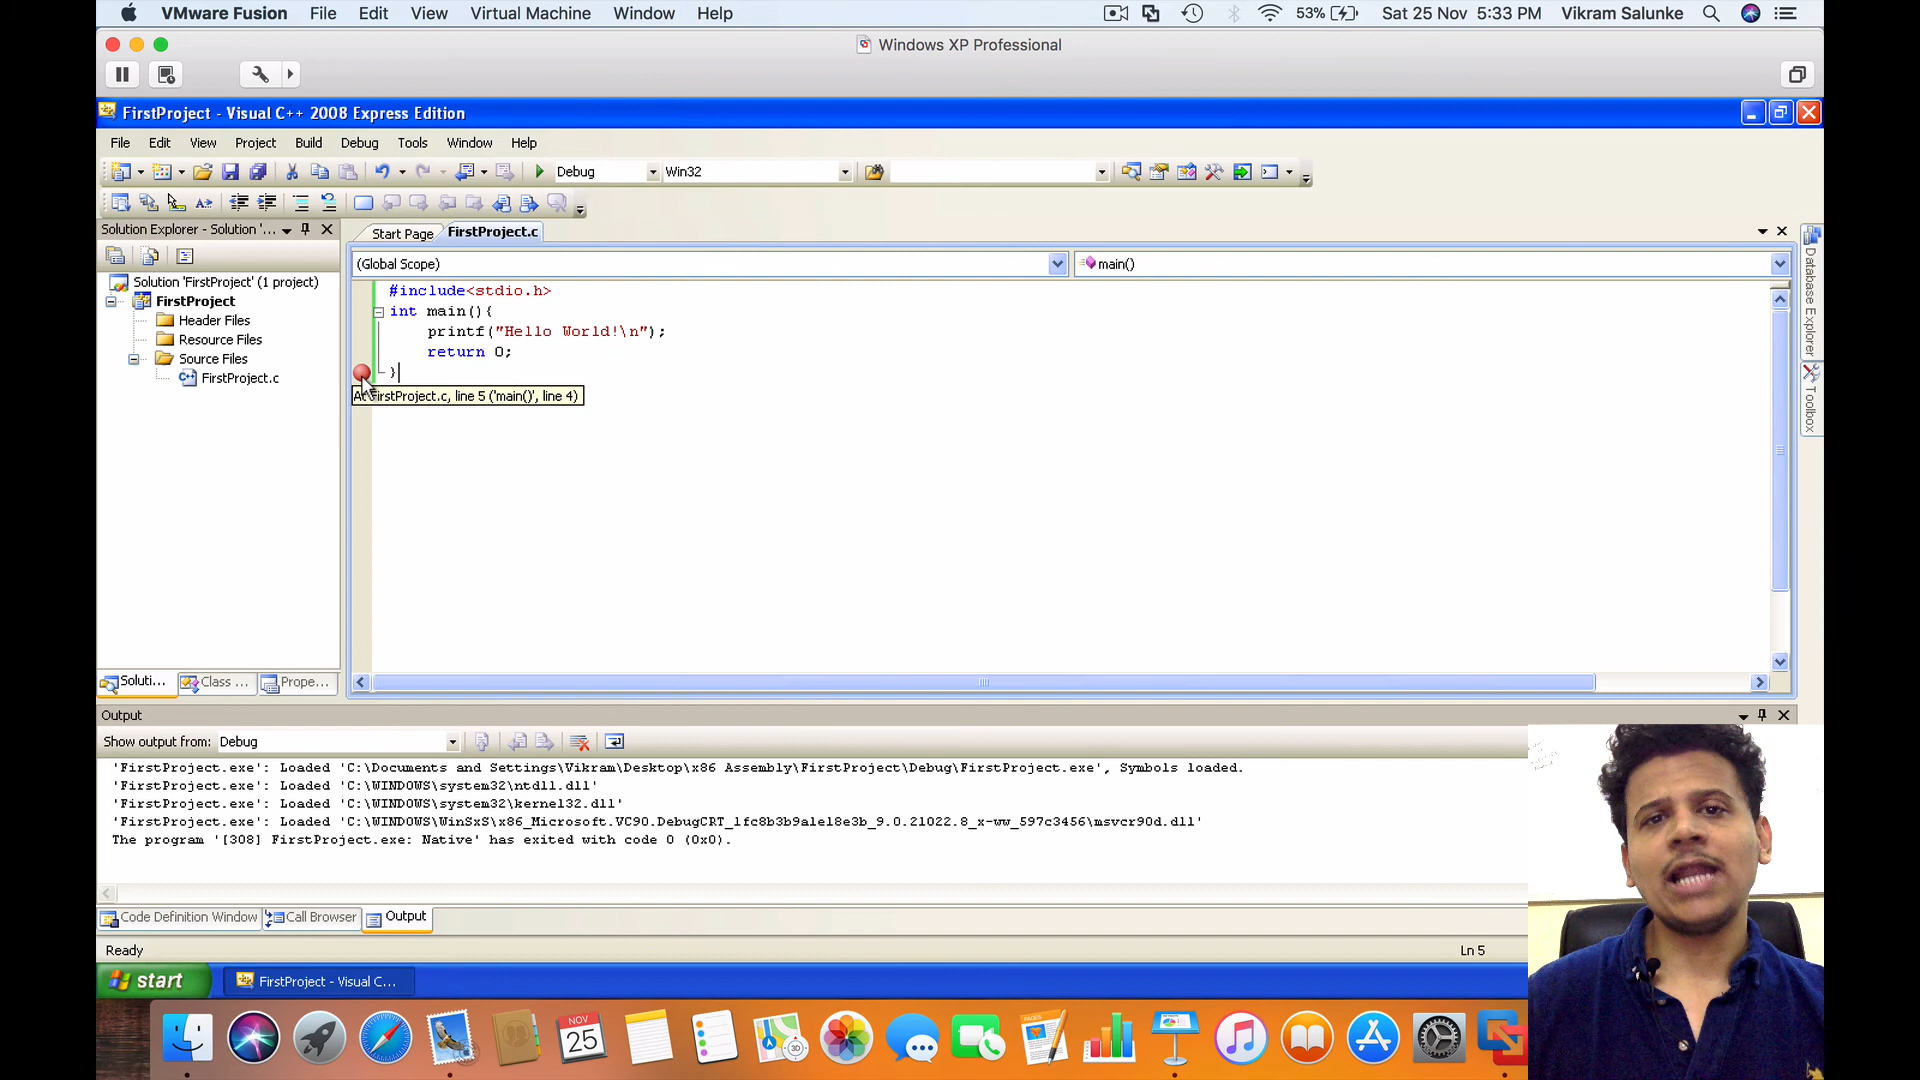 VMware Fusion File Edit View Virtual Machine Window Help 53% Sat 25 Nov 5:33 PM Vikram Salunke
Windows XP Professional
FirstProject - Visual C++ 2008 Express Edition
File Edit View Project Build Debug Tools Window Help
Debug Win32
Solution Explorer - Solution '...
Start Page FirstProject.c
(Global Scope) main()
Solution 'FirstProject' (1 project)
FirstProject
Header Files
Resource Files
Source Files
FirstProject.c
#include<stdio.h>
int main(){
printf("Hello World!\n");
return 0;
}
At FirstProject.c, line 5 ('main()', line 4)
Database Explorer
Toolbox
Soluti... Class ... Prope...
Output
Show output from: Debug
'FirstProject.exe': Loaded 'C:\Documents and Settings\Vikram\Desktop\x86 Assembly\FirstProject\Debug\FirstProject.exe', Symbols loaded.
'FirstProject.exe': Loaded 'C:\WINDOWS\system32\ntdll.dll'
'FirstProject.exe': Loaded 'C:\WINDOWS\system32\kernel32.dll'
'FirstProject.exe': Loaded 'C:\WINDOWS\WinSxS\x86_Microsoft.VC90.DebugCRT_1fc8b3b9a1e18e3b_9.0.21022.8_x-ww_597c3456\msvcr90d.dll'
The program '[308] FirstProject.exe: Native' has exited with code 0 (0x0).
Code Definition Window Call Browser Output
Ready Ln 5
start FirstProject - Visual C...
NOV
25
3D